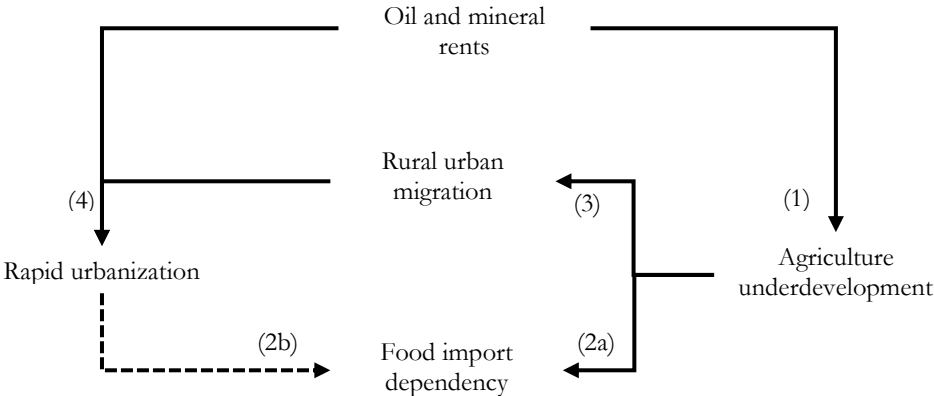 Oil and mineral
rents
Rural urban
migration
(4)
(3)
(1)
Rapid urbanization
Agriculture
underdevelopment
(2b)
(2a)
Food import
dependency